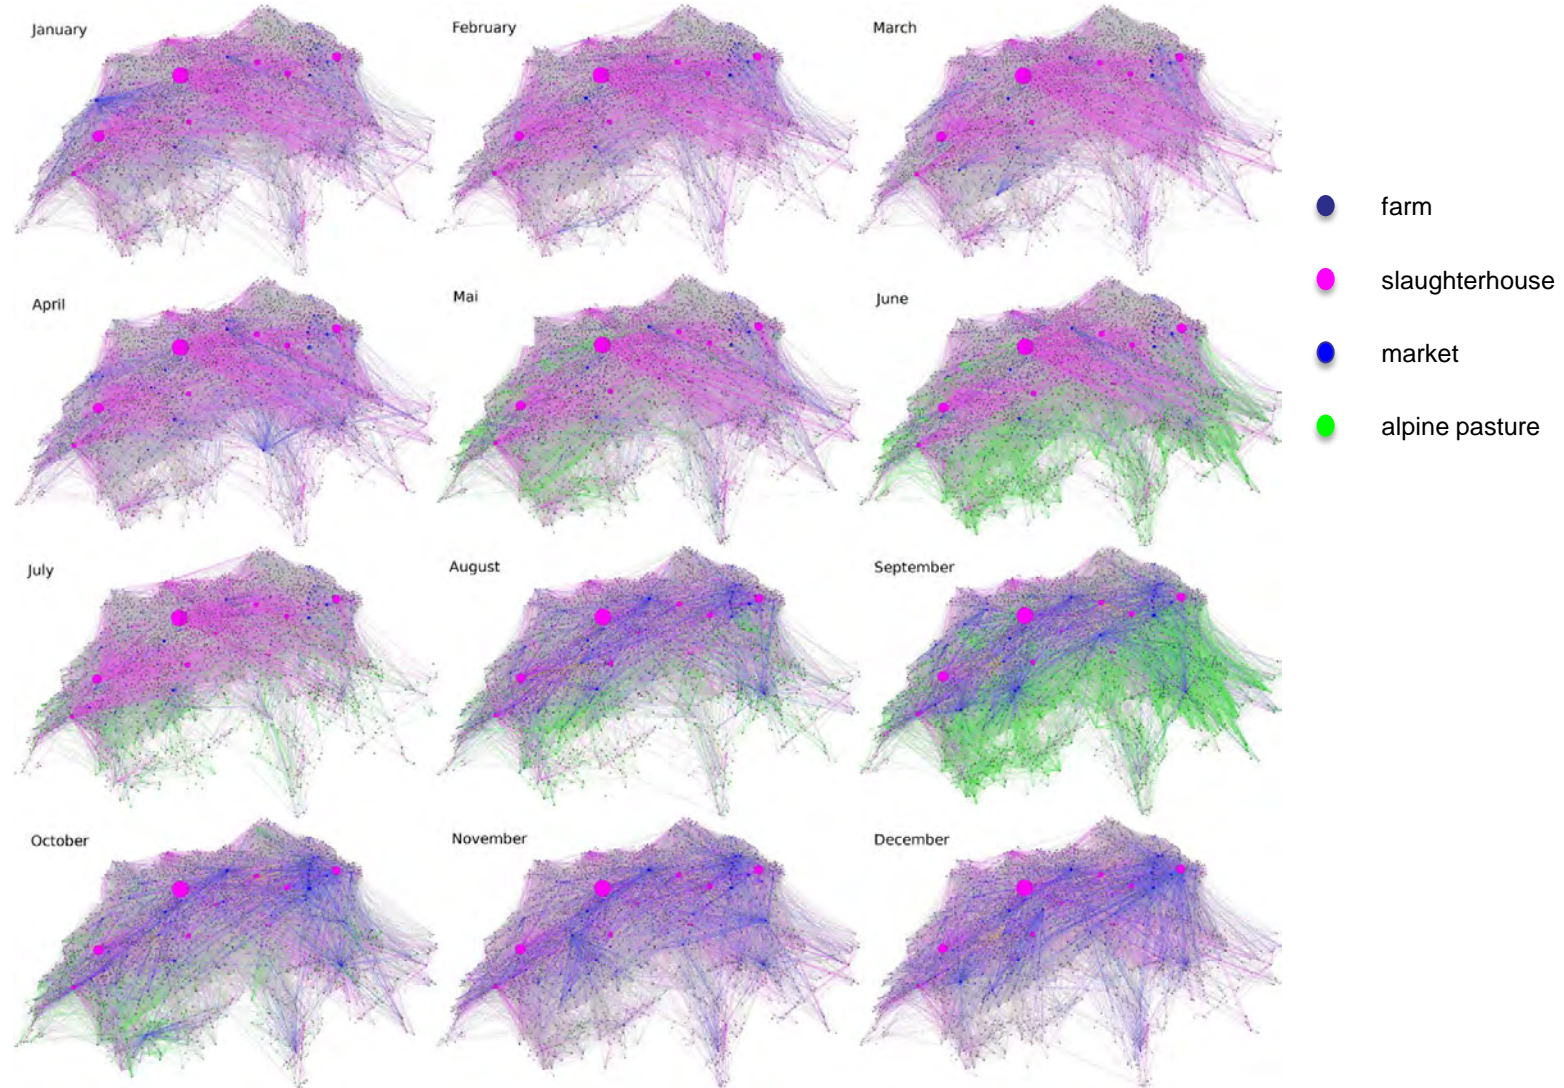 January
February
March
April
Mai
June
July
August
September
October
November
December
farm
slaughterhouse
market
alpine pasture